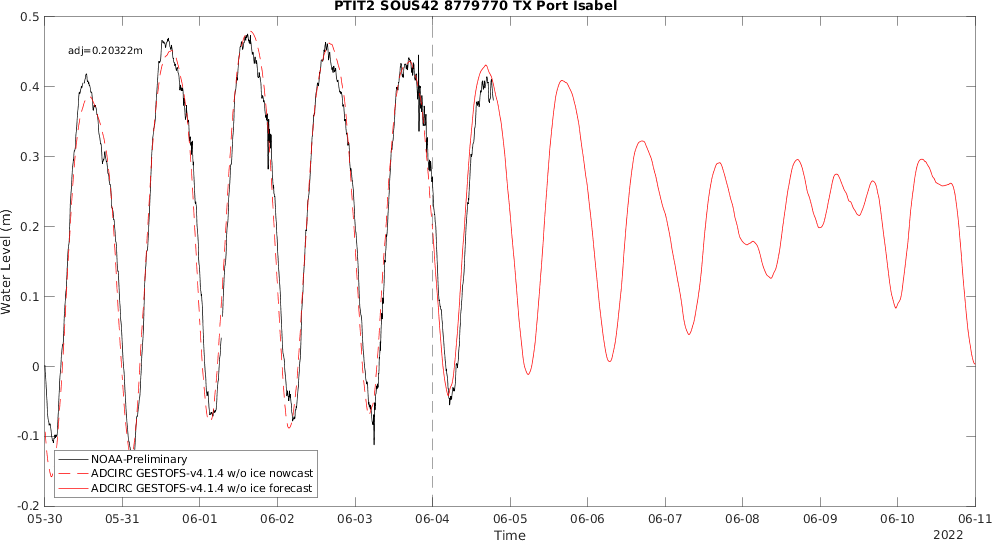 PTIT2 SOUS42 8779770 TX Port Isabel
adj=0.20322m
Water Level (m)
0.5
0.4
0.3
0.2
0.1
0
-0.1
-0.2
NOAA-Preliminary
ADCIRC GESTOFS-v4.1.4 w/o ice nowcast
ADCIRC GESTOFS-v4.1.4 w/o ice forecast
05-30 05-31 06-01 06-02 06-03 06-04 06-05 06-06 06-07 06-08 06-09 06-10 06-11
Time
2022